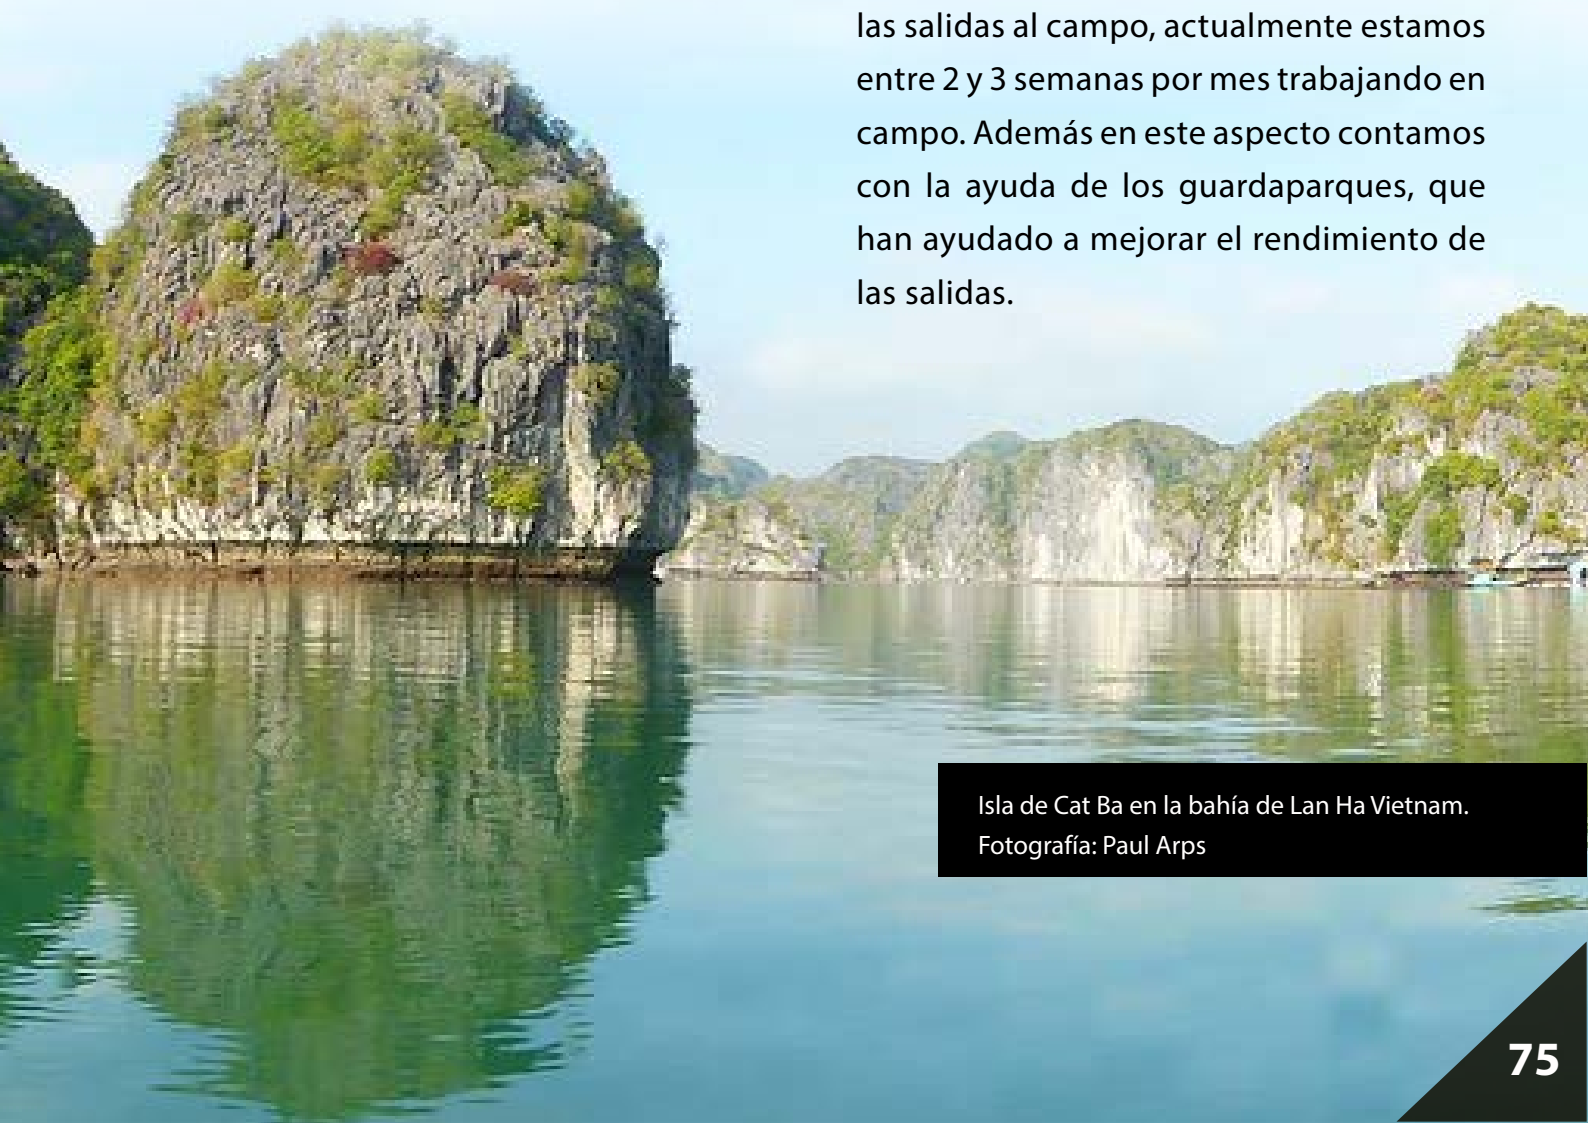 las salidas al campo, actualmente estamos
entre 2 y 3 semanas por mes trabajando en
campo. Además en este aspecto contamos
con la ayuda de los guardaparques, que
han ayudado a mejorar el rendimiento de
las salidas.
Isla de Cat Ba en la bahía de Lan Ha Vietnam.
Fotografía: Paul Arps
75